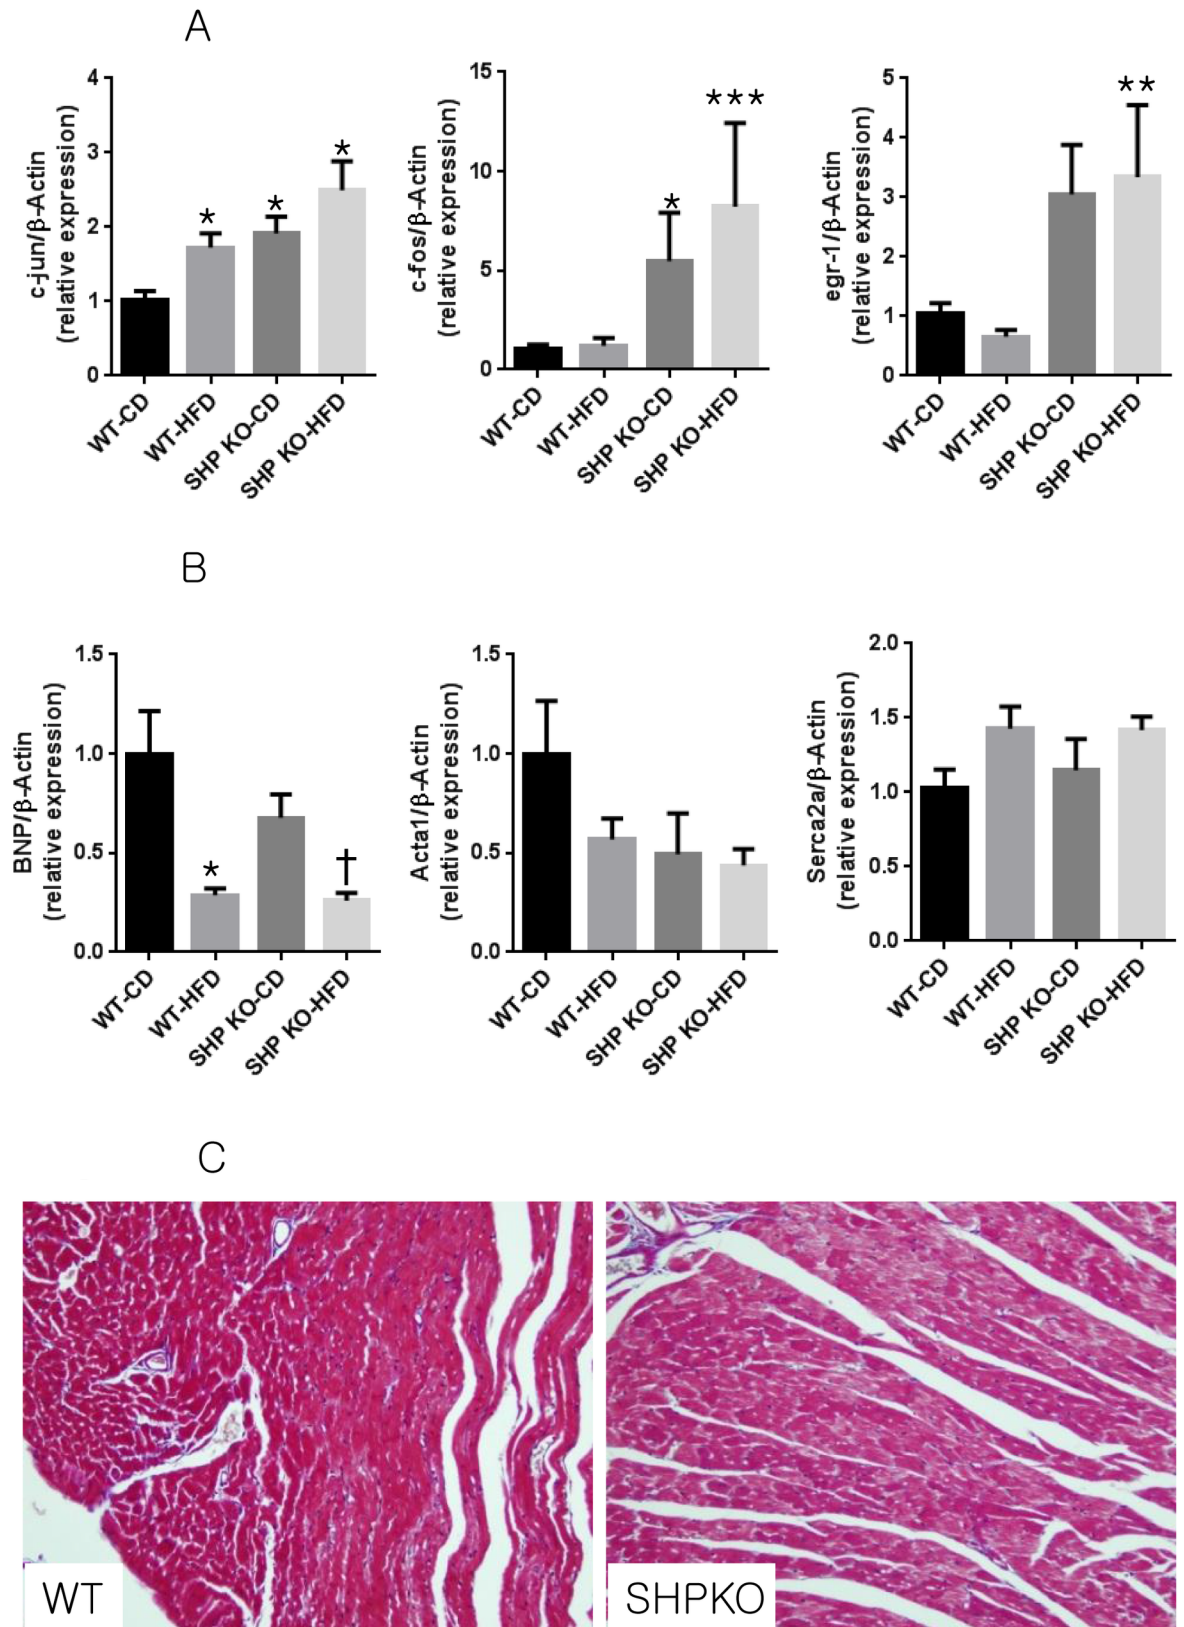 A
c-jun/β-Actin
(relative expression)
4
3
2
1
0
*
*
*
WT-CD
WT-HFD
SHP KO-CD
SHP KO-HFD
c-fos/β-Actin
(relative expression)
15
10
5
0
*
***
WT-CD
WT-HFD
SHP KO-CD
SHP KO-HFD
egr-1/β-Actin
(relative expression)
5
4
3
2
1
0
**
WT-CD
WT-HFD
SHP KO-CD
SHP KO-HFD
B
BNP/β-Actin
(relative expression)
1.5
1.0
0.5
0.0
*
†
WT-CD
WT-HFD
SHP KO-CD
SHP KO-HFD
Acta1/β-Actin
(relative expression)
1.5
1.0
0.5
0.0
WT-CD
WT-HFD
SHP KO-CD
SHP KO-HFD
Serca2a/β-Actin
(relative expression)
2.0
1.5
1.0
0.5
0.0
WT-CD
WT-HFD
SHP KO-CD
SHP KO-HFD
C
WT
SHPKO